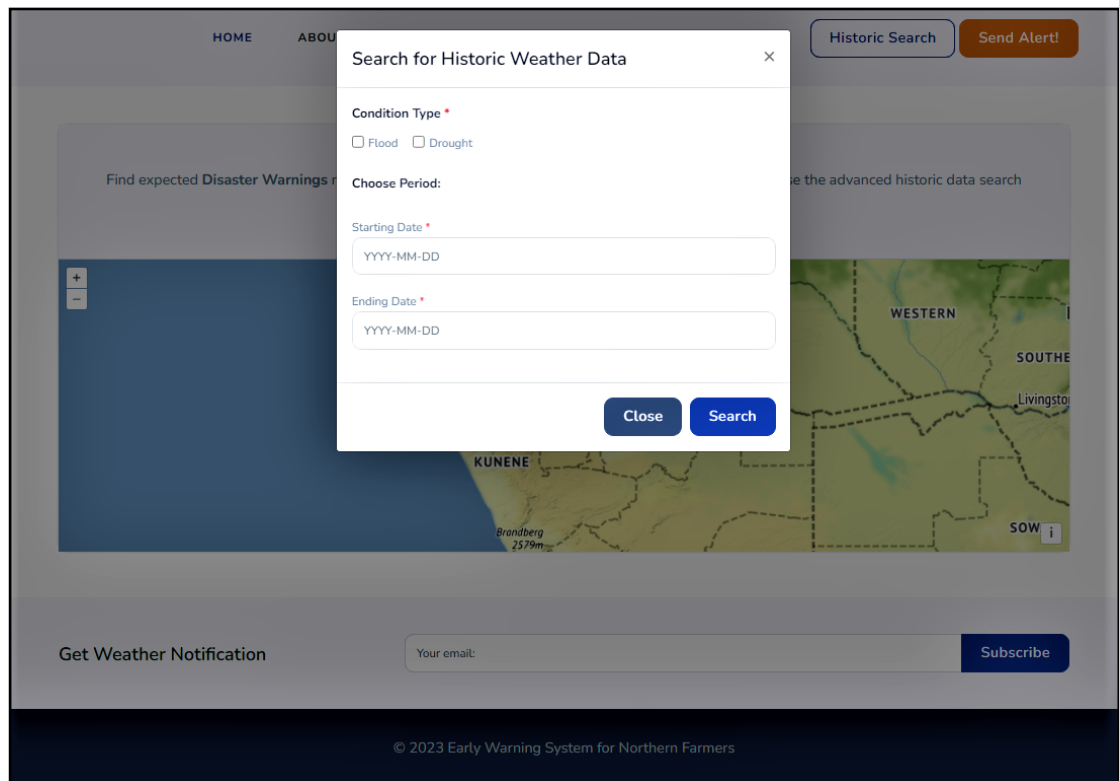 HOME ABOU Historic Search Send Alert!
Search for Historic Weather Data ×
Condition Type *
Flood Drought
Choose Period:
Starting Date *
YYYY-MM-DD
Ending Date *
YYYY-MM-DD
Close Search
Find expected Disaster Warnings r
se the advanced historic data search
+
−
WESTERN
SOUTHE
Livingsto
KUNENE
Brandberg
2579m
SOW
i
Get Weather Notification
Your email:
Subscribe
© 2023 Early Warning System for Northern Farmers